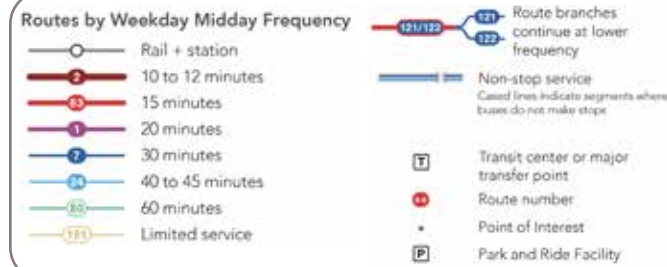 Routes by Weekday Midday Frequency
Rail + station
2 10 to 12 minutes
83 15 minutes
1 20 minutes
7 30 minutes
24 40 to 45 minutes
80 60 minutes
101 Limited service
121/122 121 122 Route branches
continue at lower
frequency
Non-stop service
Cased lines indicate segments where
buses do not make stops
T Transit center or major
transfer point
Route number
Point of Interest
P Park and Ride Facility